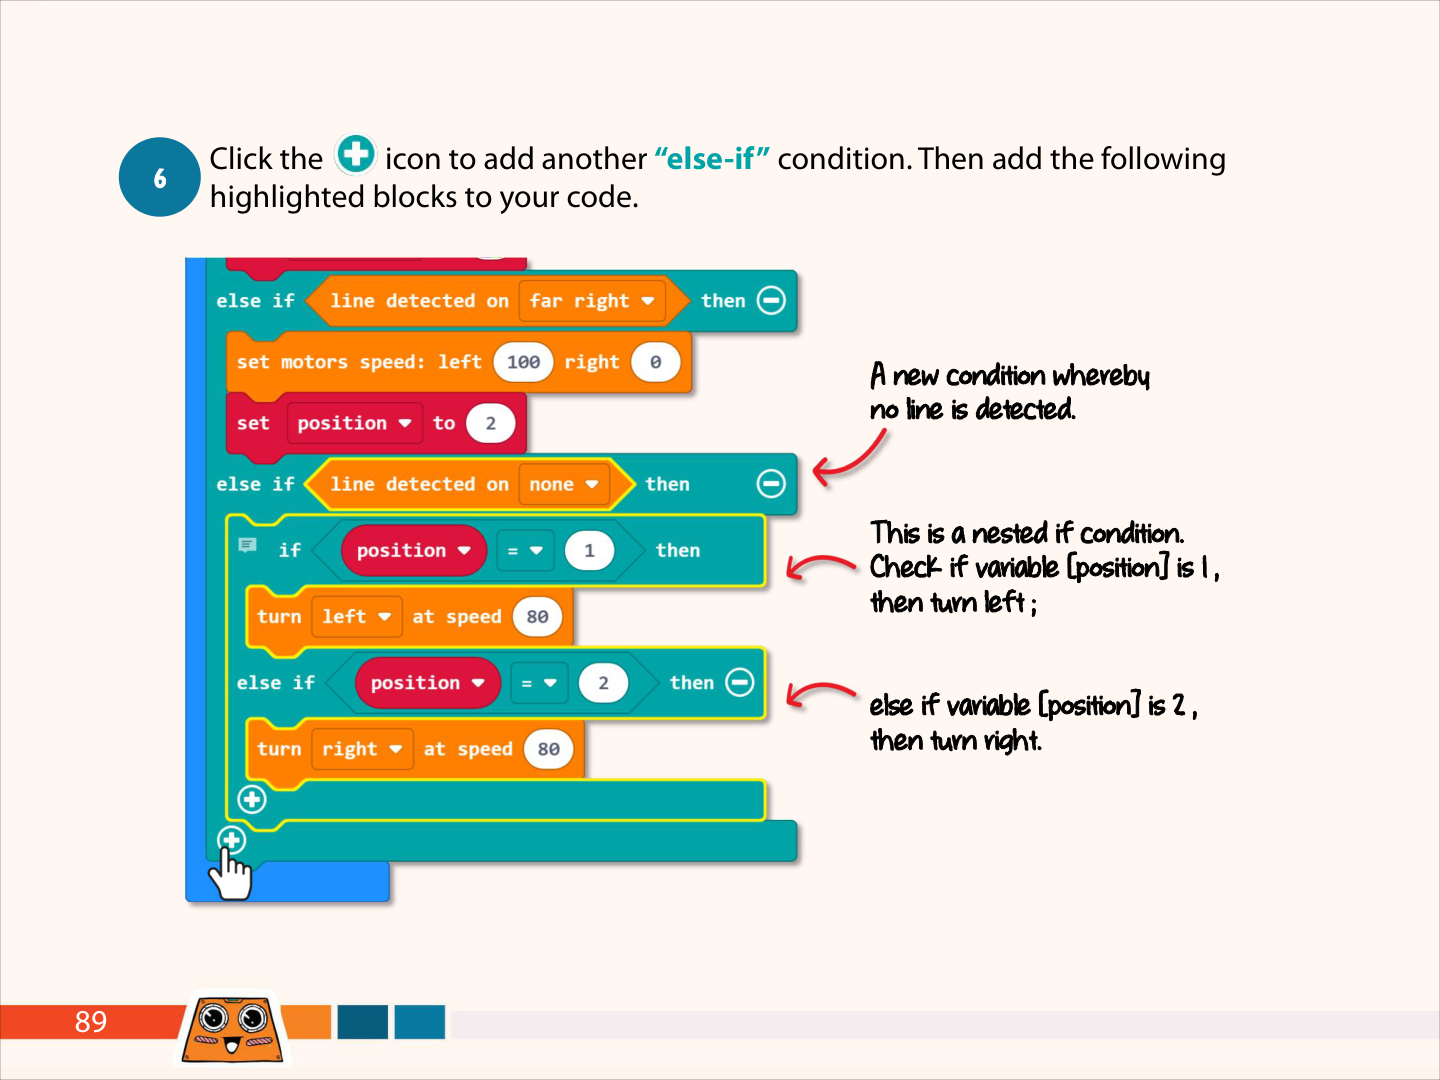 6
Click the icon to add another “else-if” condition. Then add the following
highlighted blocks to your code.
else if line detected on far right then
set motors speed: left 100 right 0
set position to 2
else if line detected on none then
if position = 1 then
turn left at speed 80
else if position = 2 then
turn right at speed 80
A new condition whereby
no line is detected.
This is a nested if condition.
Check if variable [position] is 1 ,
then turn left ;
else if variable [position] is 2 ,
then turn right.
89